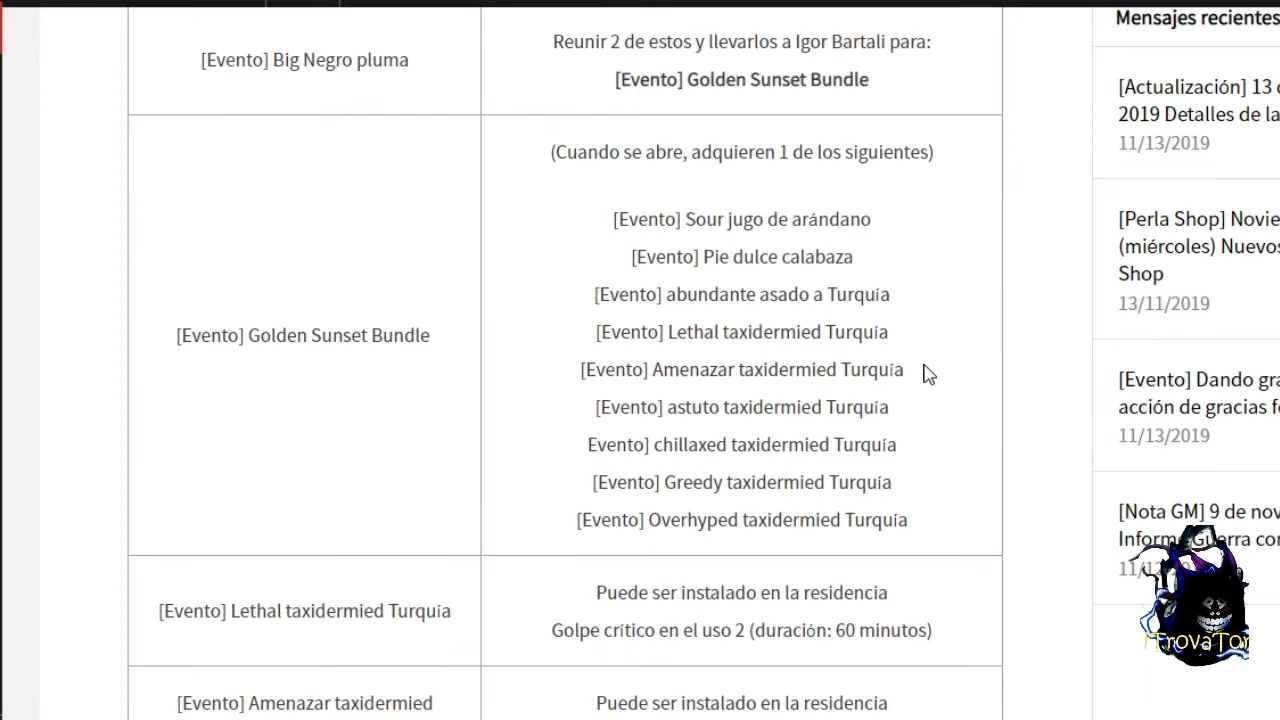 [Evento] Big Negro pluma
Reunir 2 de estos y llevarlos a Igor Bartali para:
[Evento] Golden Sunset Bundle
[Evento] Golden Sunset Bundle
(Cuando se abre, adquieren 1 de los siguientes)
[Evento] Sour jugo de arándano
[Evento] Pie dulce calabaza
[Evento] abundante asado a Turquía
[Evento] Lethal taxidermied Turquía
[Evento] Amenazar taxidermied Turquía
[Evento] astuto taxidermied Turquía
Evento] chillaxed taxidermied Turquía
[Evento] Greedy taxidermied Turquía
[Evento] Overhyped taxidermied Turquía
[Evento] Lethal taxidermied Turquía
Puede ser instalado en la residencia
Golpe crítico en el uso 2 (duración: 60 minutos)
[Evento] Amenazar taxidermied
Puede ser instalado en la residencia
Mensajes recientes
[Actualización] 13
2019 Detalles de la
11/13/2019
[Perla Shop] Novie
(miércoles) Nuevos
Shop
13/11/2019
[Evento] Dando gra
acción de gracias f
11/13/2019
[Nota GM] 9 de nov
Informe Guerra con
TrovaTor